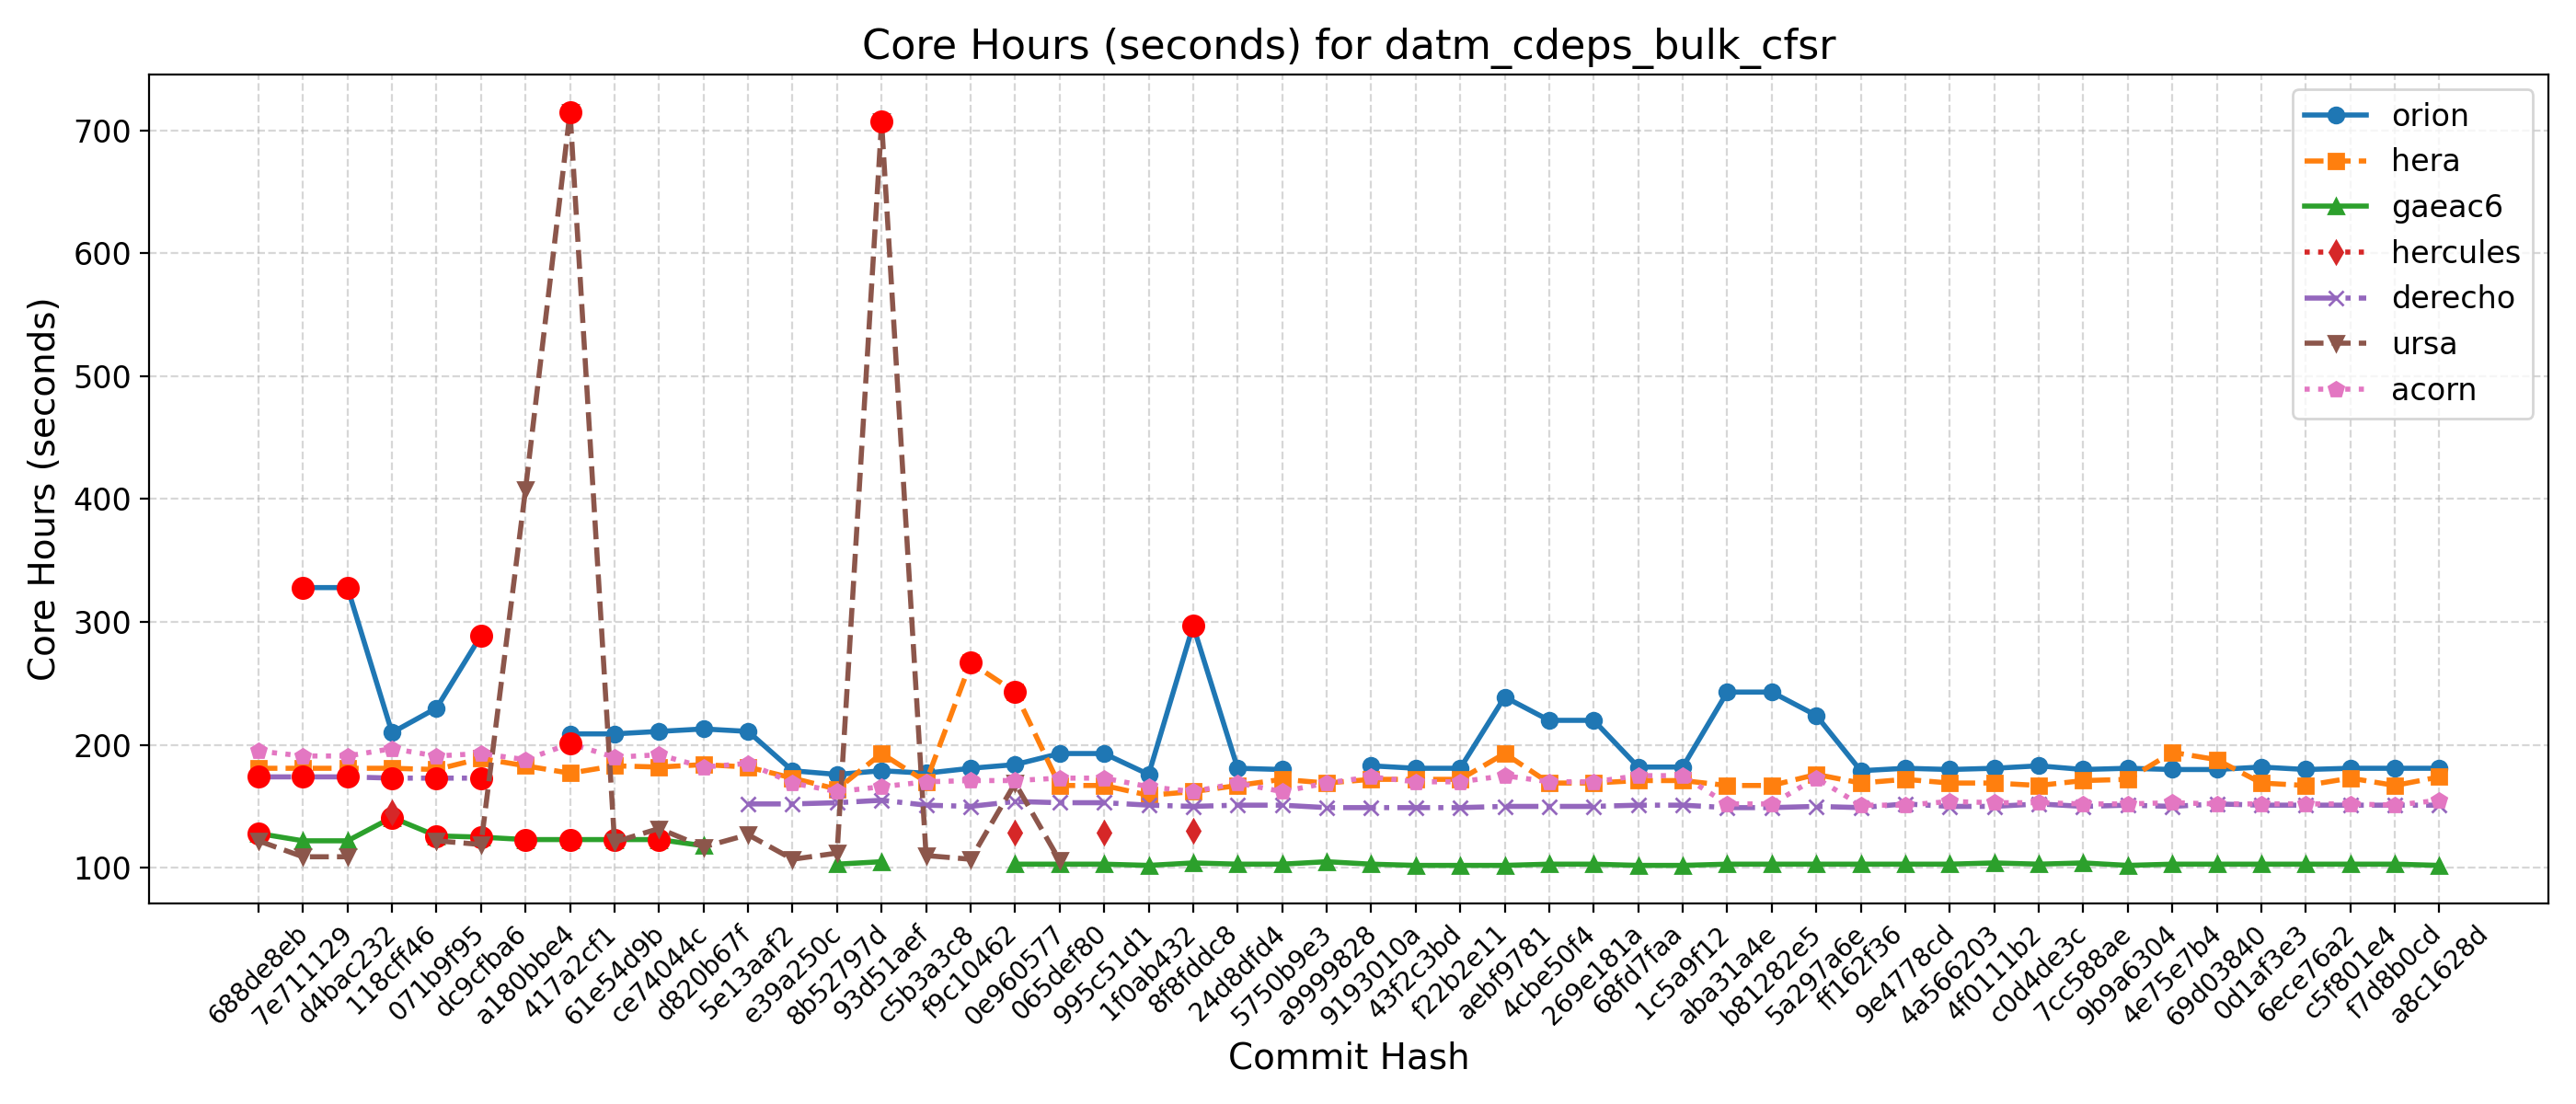 Core Hours (seconds) for datm_cdeps_bulk_cfsr
Core Hours (seconds)
700
600
500
400
300
200
100
orion
hera
gaeac6
hercules
derecho
ursa
acorn
688de8eb
7e711129
d4bac232
118cff46
071b9f95
dc9cfba6
a180bbe4
417a2cf1
61e54d9b
ce74044c
d820b67f
5e13aaf2
e39a250c
8b52797d
93d51aef
c5b3a3c8
f9c10462
0e960577
065def80
995c51d1
1f0ab432
8f8fddc8
24d8dfd4
5750b9e3
a9999828
9193010a
43f2c3bd
f22b2e11
aebf9781
4cbe50f4
269e181a
68fd7faa
1c5a9f12
aba31a4e
b81282e5
5a297a6e
ff162f36
9e4778cd
4a566203
4f0111b2
c0d4de3c
7cc588ae
9b9a6304
4e75e7b4
69d03840
0d1af3e3
6ece76a2
c5f801e4
f7d8b0cd
a8c1628d
Commit Hash